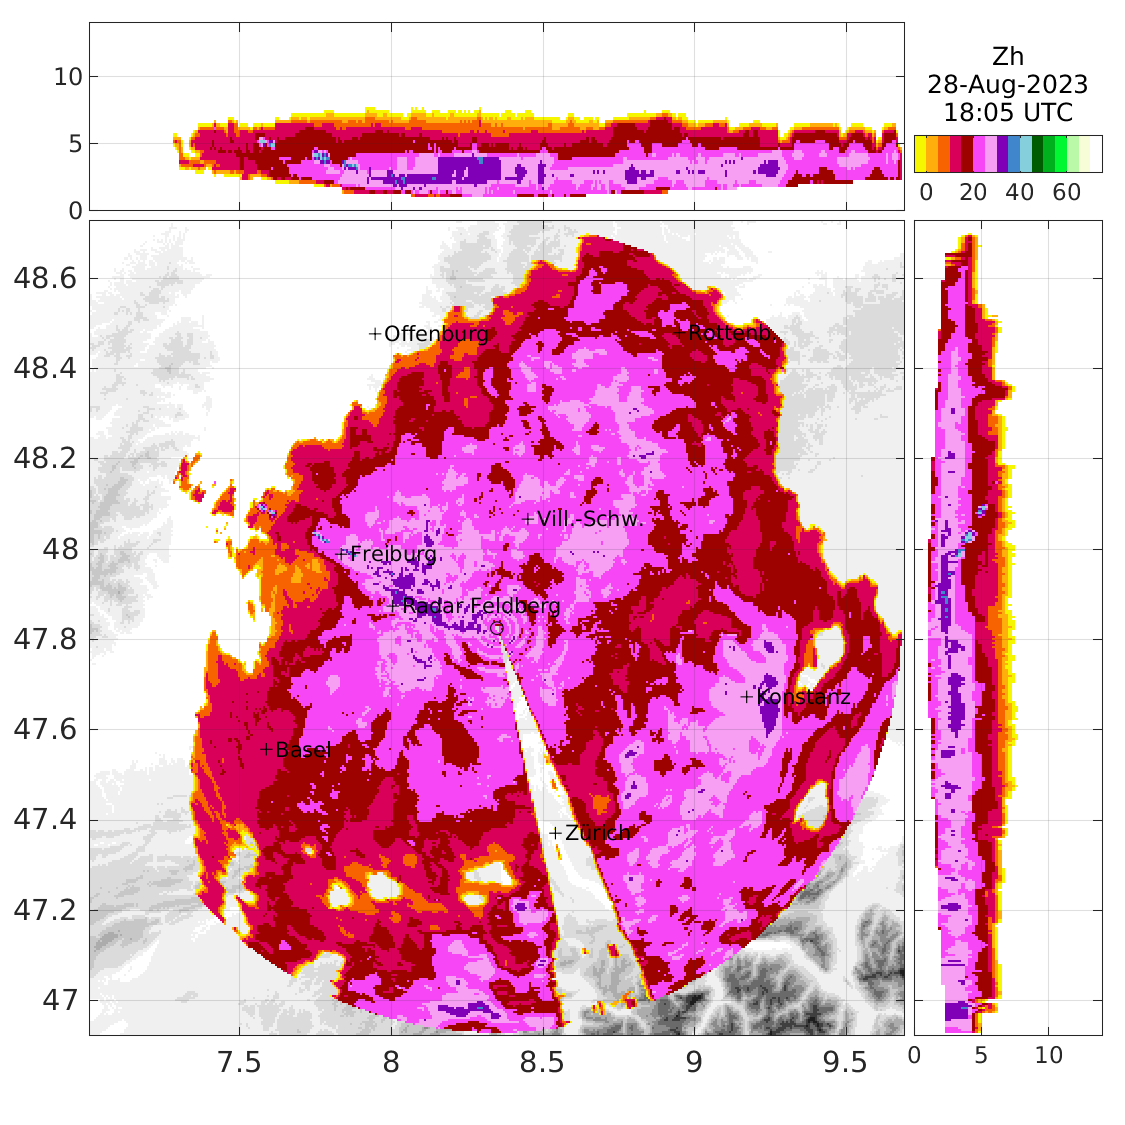 10
5
0
Zh
28-Aug-2023
18:05 UTC
0 20 40 60
48.6
48.4
48.2
48
47.8
47.6
47.4
47.2
47
+Offenburg
+Rottenb.
+Vill.-Schw.
+Freiburg
+Radar Feldberg
+Konstanz
+Basel
+Zürich
7.5 8 8.5 9 9.5
0 5 10